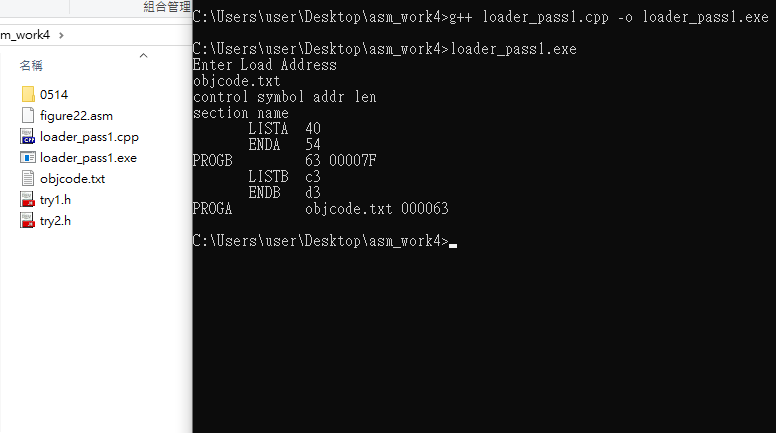 組合管理
m_work4 >
名稱
0514
figure22.asm
loader_pass1.cpp
loader_pass1.exe
objcode.txt
try1.h
try2.h
C:\Users\user\Desktop\asm_work4>g++ loader_pass1.cpp -o loader_pass1.exe
C:\Users\user\Desktop\asm_work4>loader_pass1.exe
Enter Load Address
objcode.txt
control symbol addr len
section name
LISTA 40
ENDA 54
PROGB 63 00007F
LISTB c3
ENDB d3
PROGA objcode.txt 000063
C:\Users\user\Desktop\asm_work4>